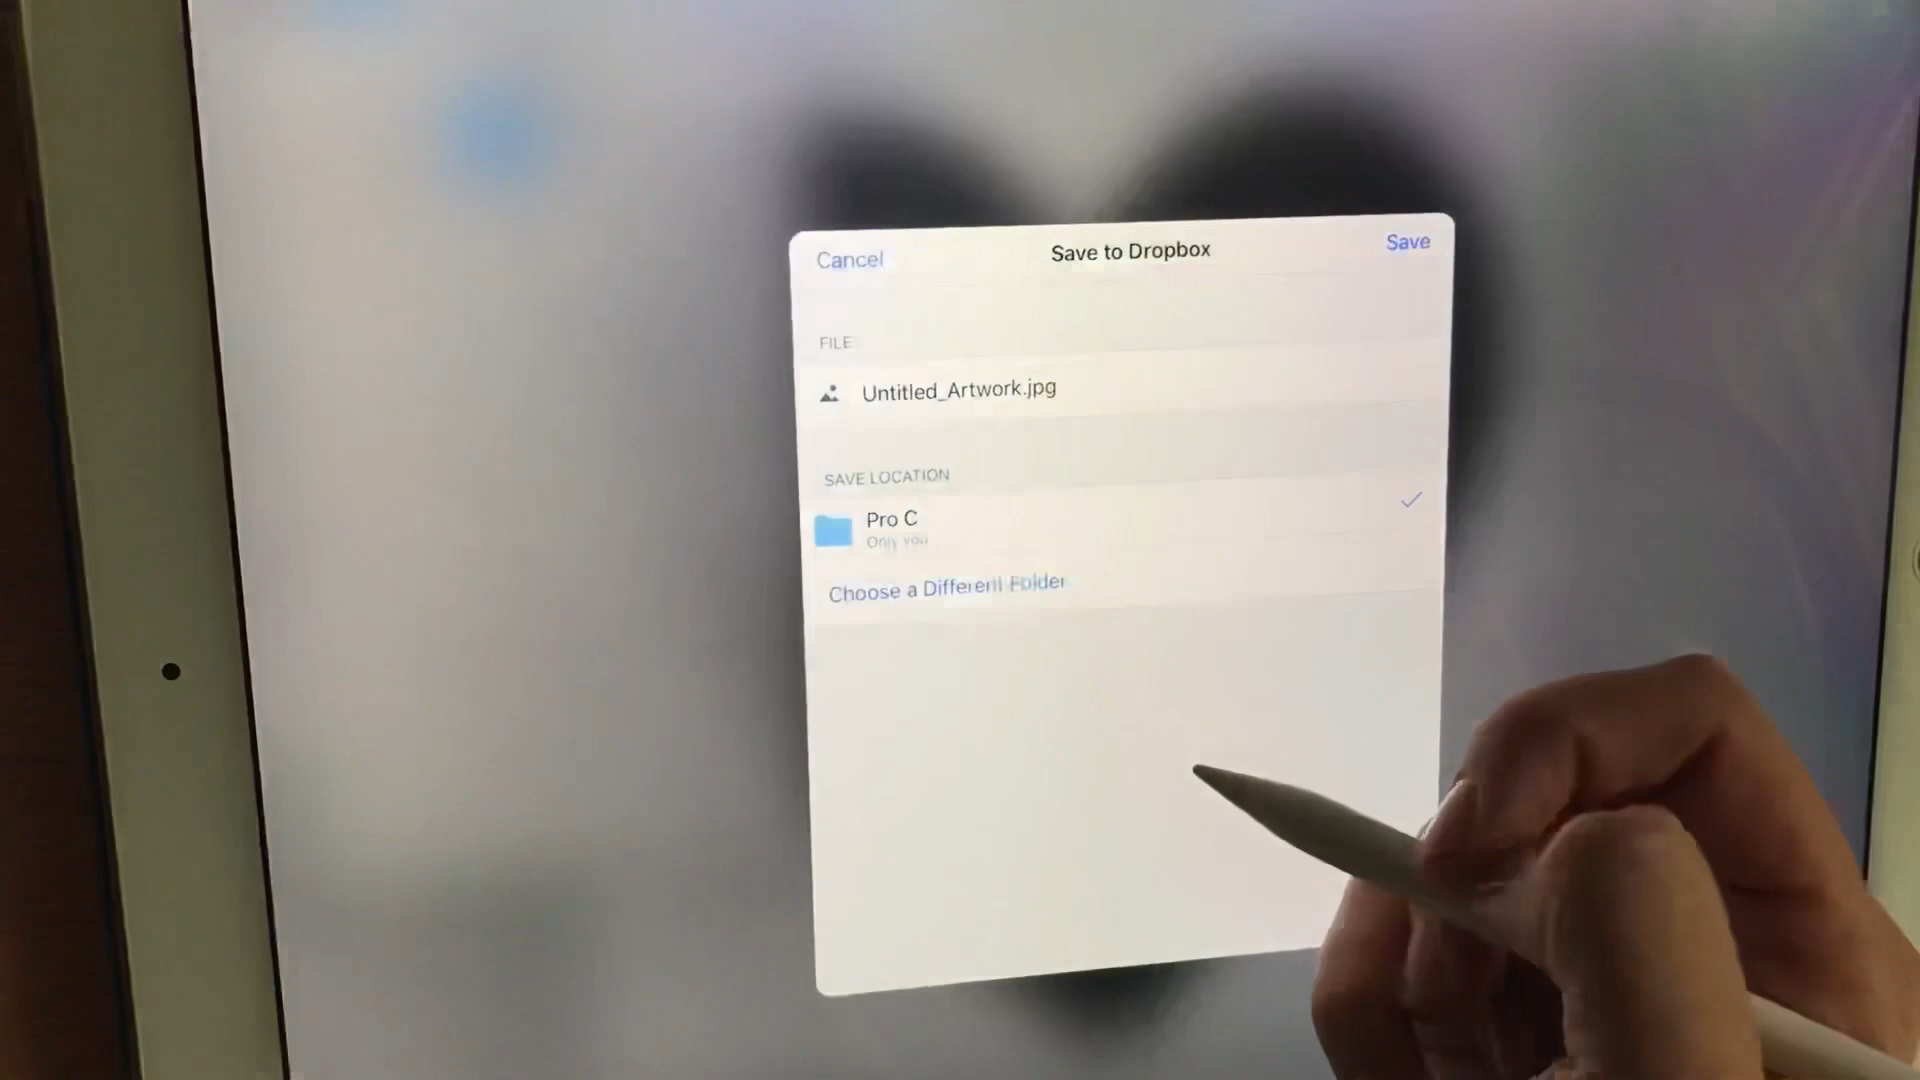 Cancel
Save to Dropbox
Save
FILE
Untitled_Artwork.jpg
SAVE LOCATION
Pro C
Only you
Choose a Different Folder